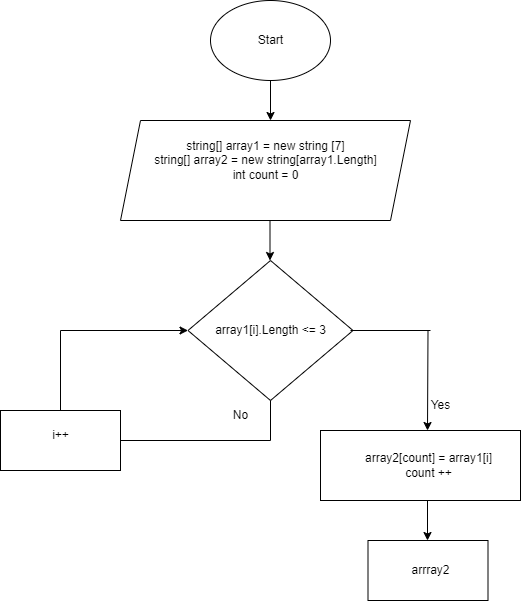 Start
string[] array1 = new string [7]
string[] array2 = new string[array1.Length]
int count = 0
array1[i].Length <= 3
No
Yes
i++
array2[count] = array1[i]
count ++
arrray2